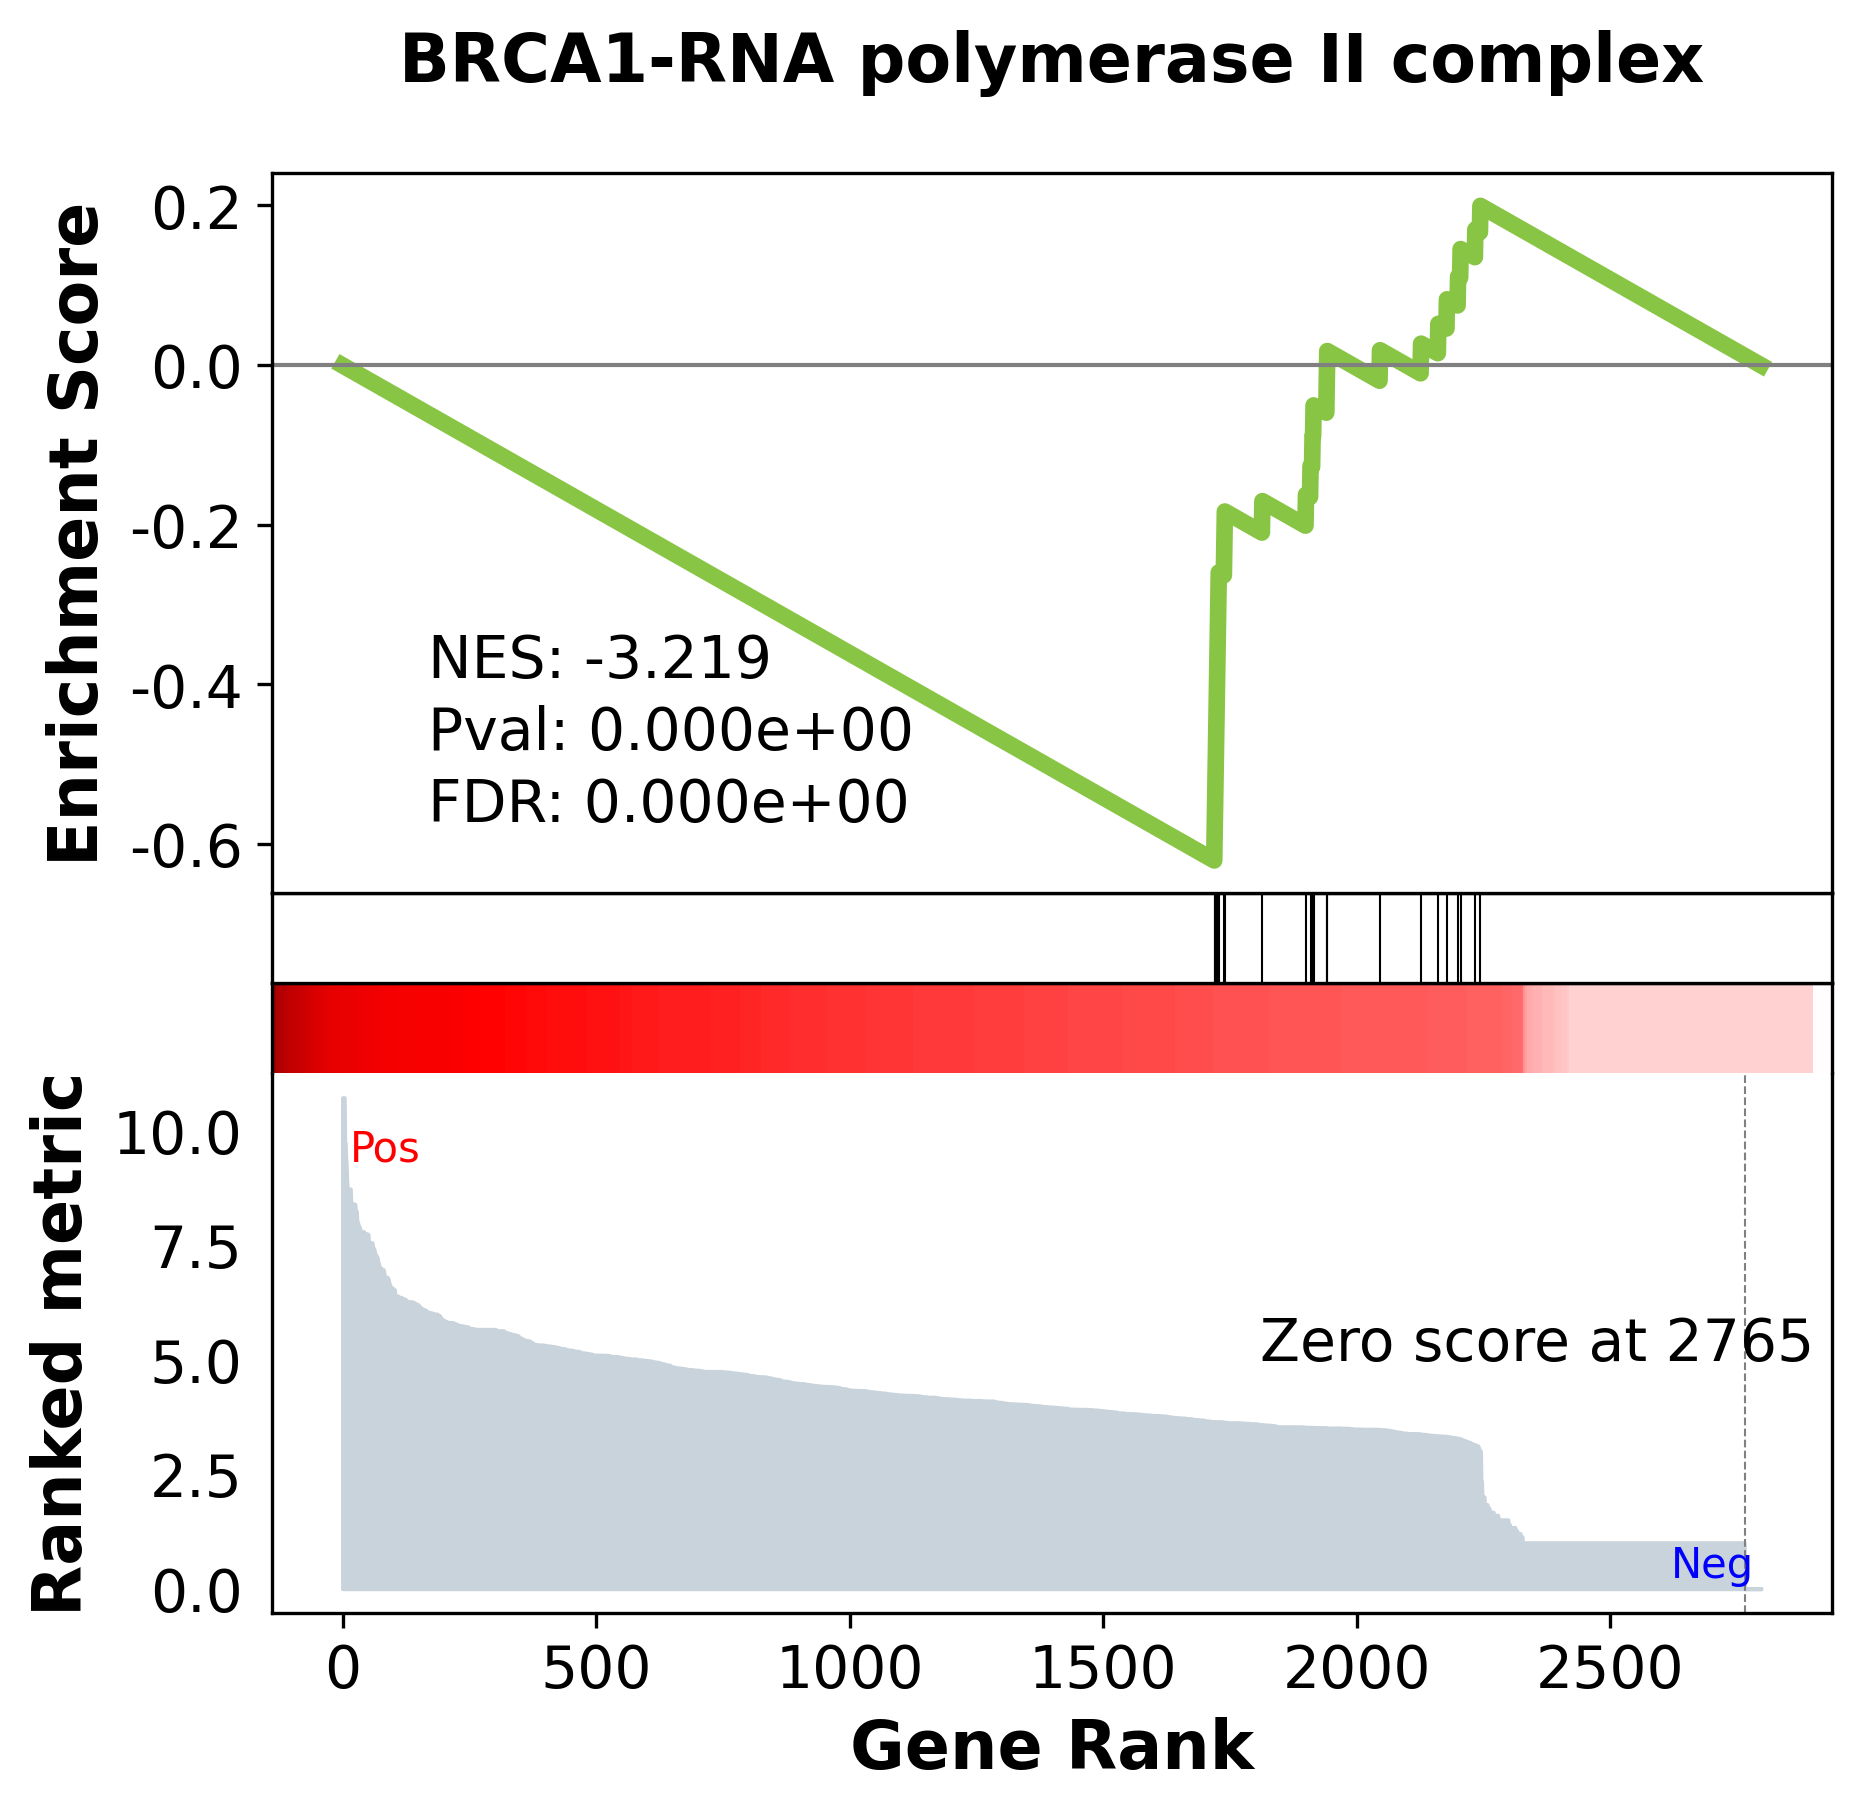 BRCA1-RNA polymerase II complex
Enrichment Score
0.2
0.0
-0.2
-0.4
-0.6
NES: -3.219
Pval: 0.000e+00
FDR: 0.000e+00
Ranked metric
10.0
7.5
5.0
2.5
0.0
Pos
Zero score at 2765
Neg
0 500 1000 1500 2000 2500
Gene Rank